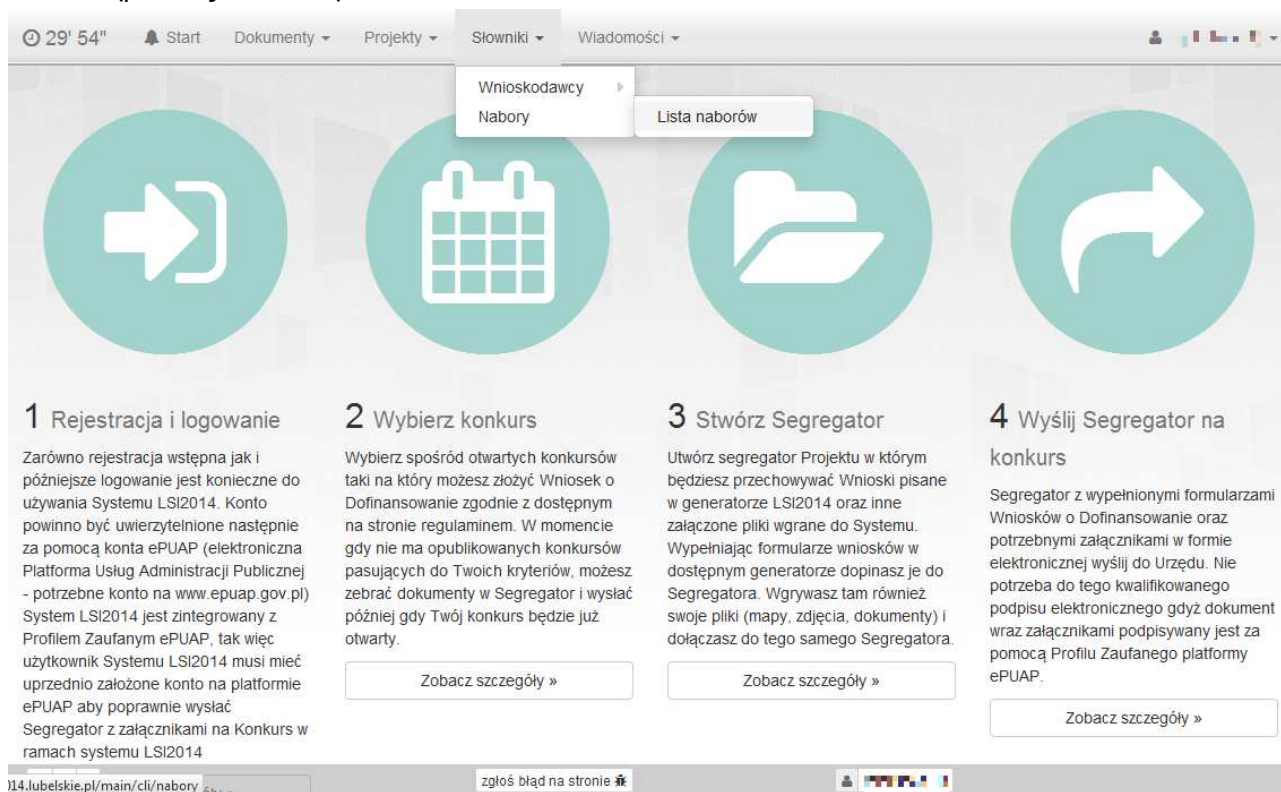 29' 54" Start Dokumenty Projekty Słowniki Wiadomości
Wnioskodawcy
Nabory Lista naborów
1 Rejestracja i logowanie
Zarówno rejestracja wstępna jak i
późniejsze logowanie jest konieczne do
używania Systemu LSI2014. Konto
powinno być uwierzytelnione następnie
za pomocą konta ePUAP (elektroniczna
Platforma Usług Administracji Publicznej
- potrzebne konto na www.epuap.gov.pl)
System LSI2014 jest zintegrowany z
Profilem Zaufanym ePUAP, tak więc
użytkownik Systemu LSI2014 musi mieć
uprzednio założone konto na platformie
ePUAP aby poprawnie wysłać
Segregator z załącznikami na Konkurs w
ramach systemu LSI2014
2 Wybierz konkurs
Wybierz spośród otwartych konkursów
taki na który możesz złożyć Wniosek o
Dofinansowanie zgodnie z dostępnym
na stronie regulaminem. W momencie
gdy nie ma opublikowanych konkursów
pasujących do Twoich kryteriów, możesz
zebrać dokumenty w Segregator i wysłać
później gdy Twój konkurs będzie już
otwarty.
Zobacz szczegóły »
3 Stwórz Segregator
Utwórz segregator Projektu w którym
będziesz przechowywać Wnioski pisane
w generatorze LSI2014 oraz inne
załączone pliki wgrane do Systemu.
Wypełniając formularze wniosków w
dostępnym generatorze dopinasz je do
Segregatora. Wgrywasz tam również
swoje pliki (mapy, zdjęcia, dokumenty) i
dołączasz do tego samego Segregatora.
Zobacz szczegóły »
4 Wyślij Segregator na
konkurs
Segregator z wypełnionymi formularzami
Wniosków o Dofinansowanie oraz
potrzebnymi załącznikami w formie
elektronicznej wyślij do Urzędu. Nie
potrzeba do tego kwalifikowanego
podpisu elektronicznego gdyż dokument
wraz załącznikami podpisywany jest za
pomocą Profilu Zaufanego platformy
ePUAP.
Zobacz szczegóły »
014.lubelskie.pl/main/cli/nabory
zgłoś błąd na stronie